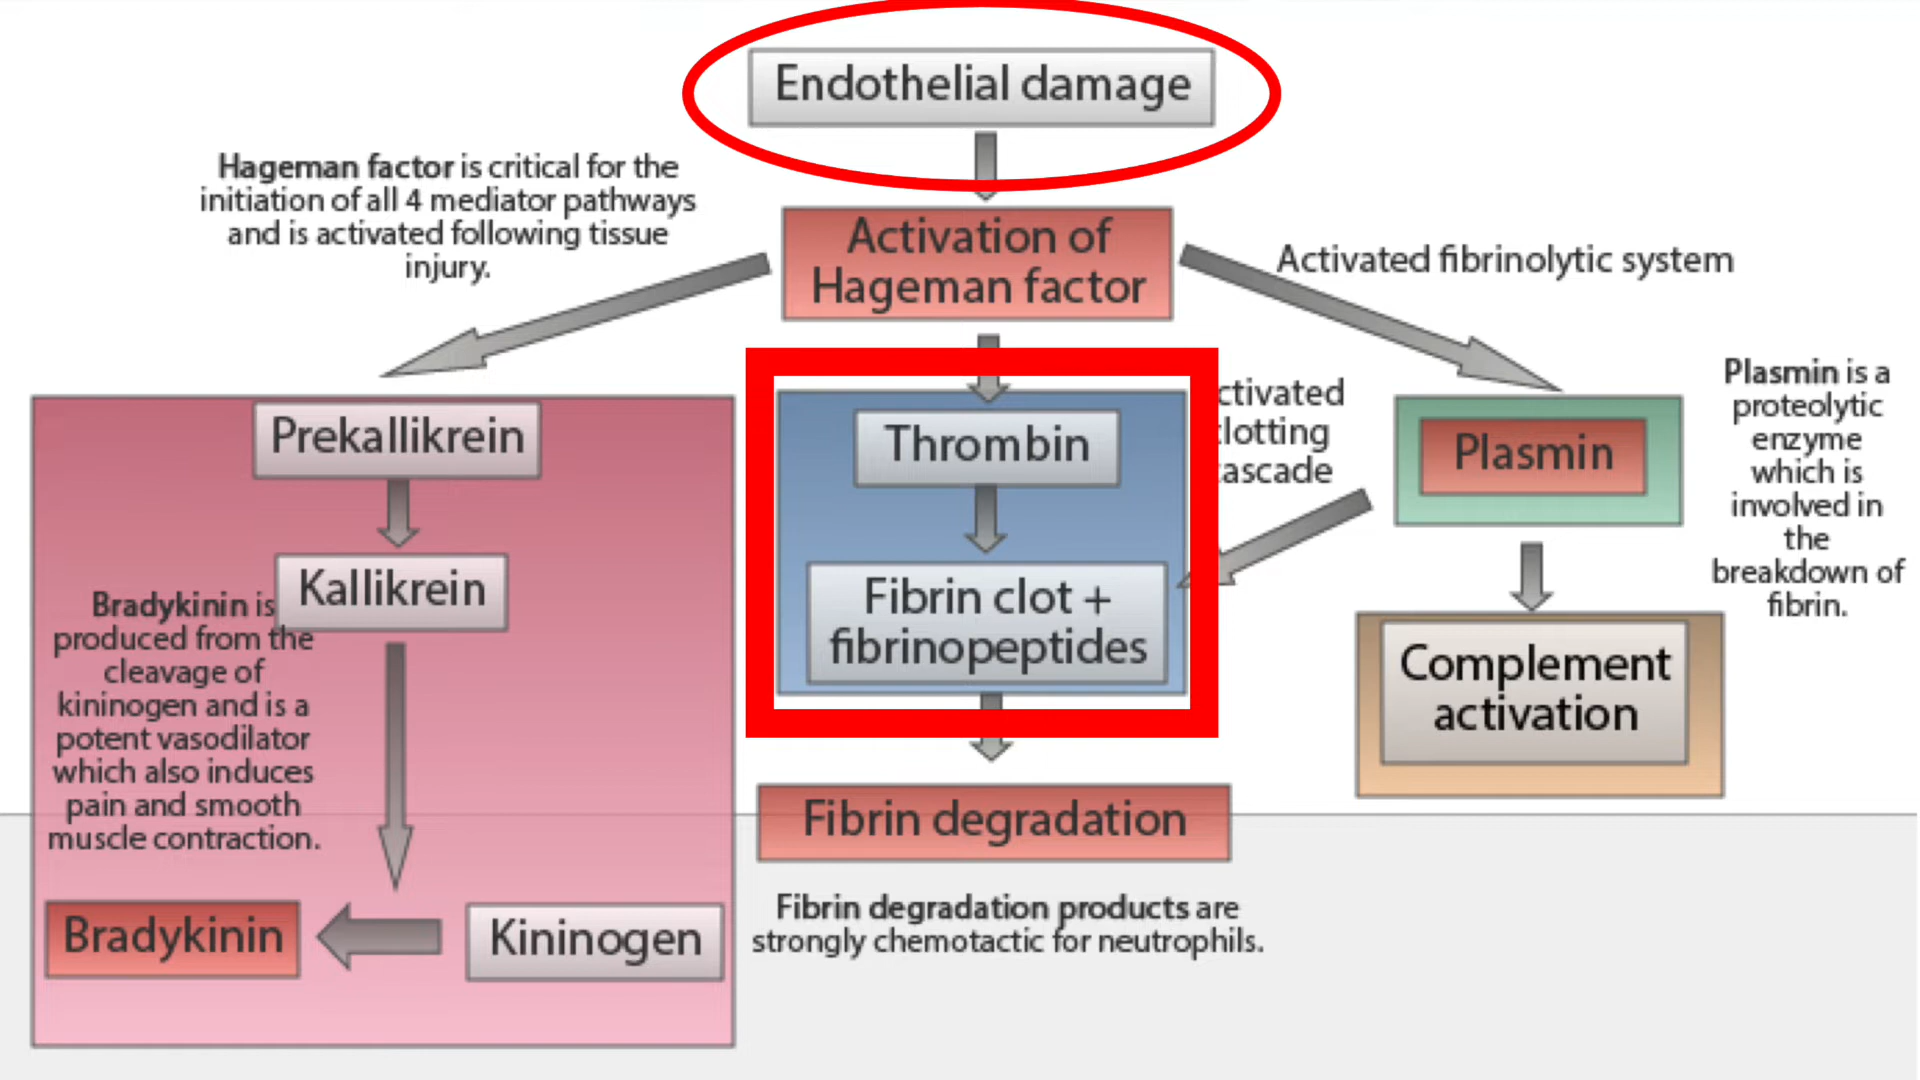 Endothelial damage
Hageman factor is critical for the
initiation of all 4 mediator pathways
and is activated following tissue
injury.
Activation of
Hageman factor
Activated fibrinolytic system
Prekallikrein
Kallikrein
Bradykinin is
produced from the
cleavage of
kininogen and is a
potent vasodilator
which also induces
pain and smooth
muscle contraction.
Bradykinin
Kininogen
Thrombin
Fibrin clot +
fibrinopeptides
ctivated
lotting
ascade
Plasmin
Plasmin is a
proteolytic
enzyme
which is
involved in
the
breakdown of
fibrin.
Complement
activation
Fibrin degradation
Fibrin degradation products are
strongly chemotactic for neutrophils.